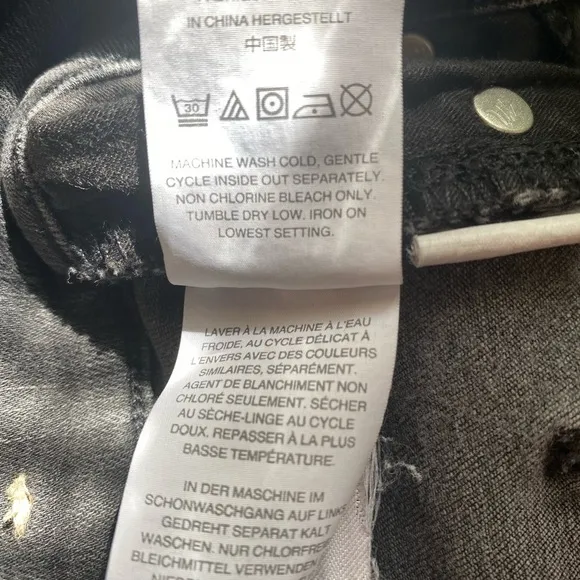 IN CHINA HERGESTELLT
中国製
30
MACHINE WASH COLD, GENTLE
CYCLE INSIDE OUT SEPARATELY.
NON CHLORINE BLEACH ONLY.
TUMBLE DRY LOW. IRON ON
LOWEST SETTING.
LAVER À LA MACHINE À L'EAU
FROIDE, AU CYCLE DÉLICAT À
L'ENVERS AVEC DES COULEURS
SIMILAIRES, SÉPARÉMENT.
AGENT DE BLANCHIMENT NON
CHLORÉ SEULEMENT. SÉCHER
AU SÈCHE-LINGE AU CYCLE
DOUX. REPASSER À LA PLUS
BASSE TEMPÉRATURE.
IN DER MASCHINE IM
SCHONWASCHGANG AUF LINKS
GEDREHT SEPARAT KALT
WASCHEN. NUR CHLORFREIE
BLEICHMITTEL VERWENDEN